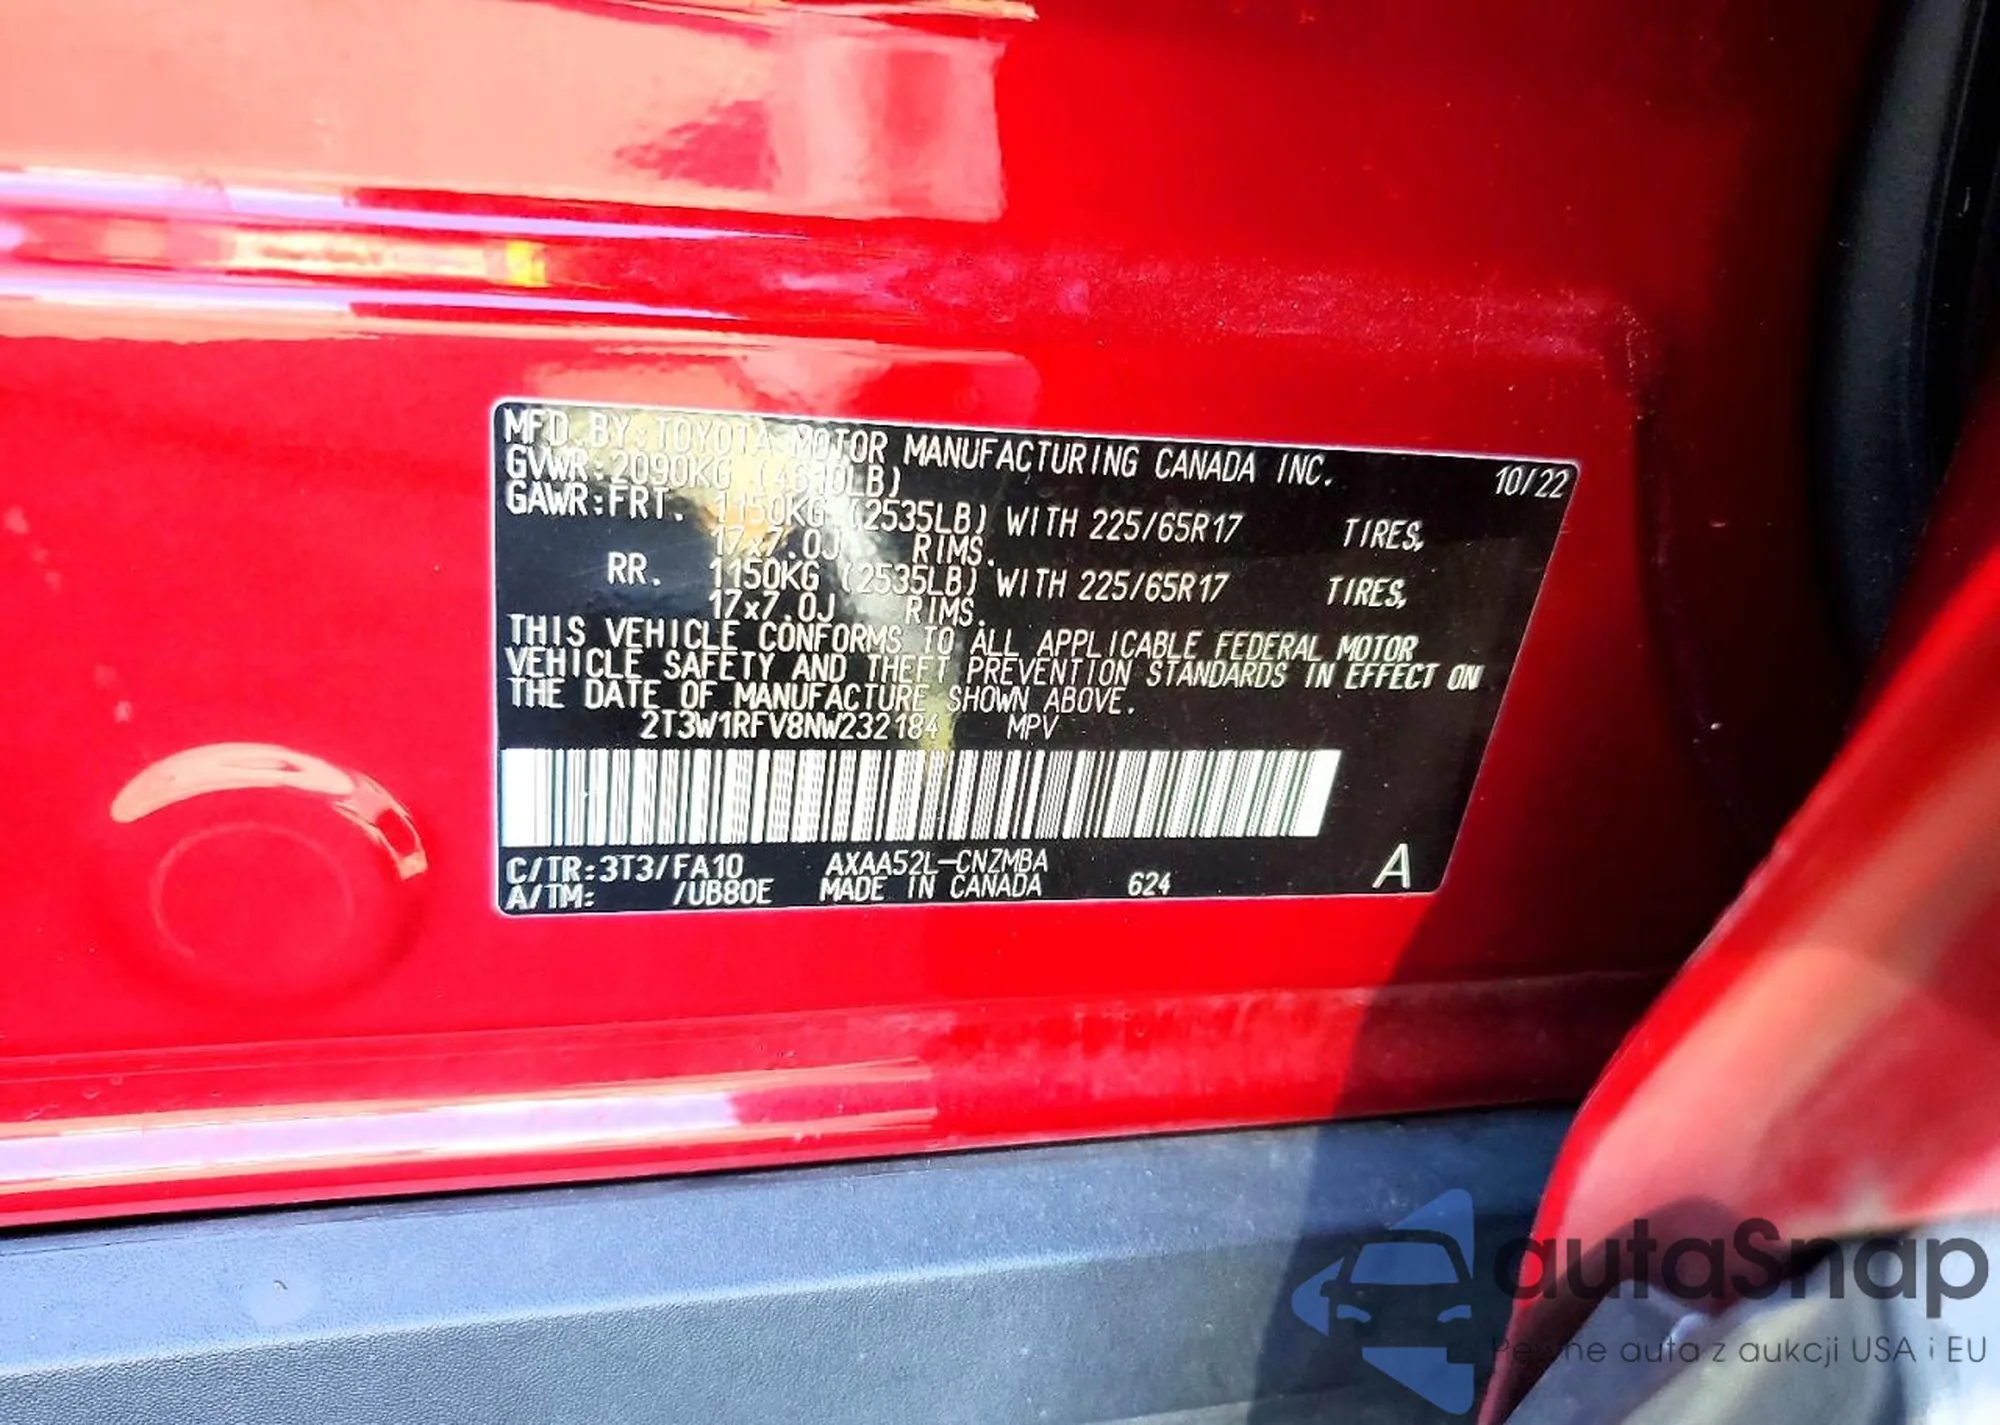 MFD.BY:TOYOTA MOTOR MANUFACTURING CANADA INC. 10/22
GVWR:2090KG (4610LB)
GAWR:FRT. 1150KG (2535LB) WITH 225/65R17 TIRES,
17x7.0J RIMS.
RR. 1150KG (2535LB) WITH 225/65R17 TIRES,
17x7.0J RIMS.
THIS VEHICLE CONFORMS TO ALL APPLICABLE FEDERAL MOTOR
VEHICLE SAFETY AND THEFT PREVENTION STANDARDS IN EFFECT ON
THE DATE OF MANUFACTURE SHOWN ABOVE.
2T3W1RFV8NW232184 MPV
C/TR:3T3/FA10 AXAA52L-CNZMBA
A/TM: /UB80E MADE IN CANADA 624 A
autaSnap
Pewne auta z aukcji USA i EU